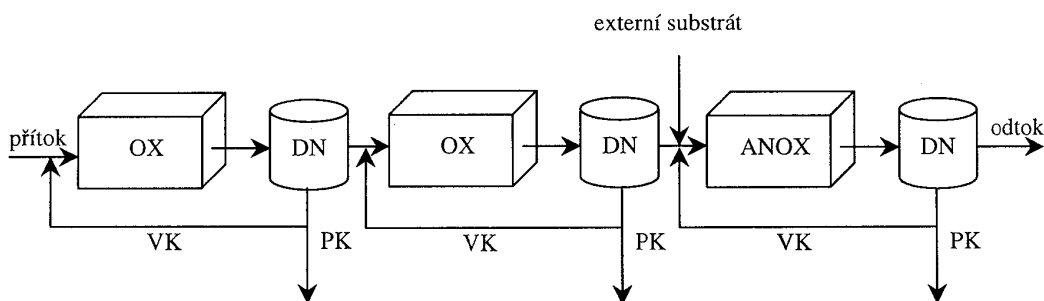 externí substrát
přítok
OX
DN
OX
DN
ANOX
DN
odtok
VK
PK
VK
PK
VK
PK